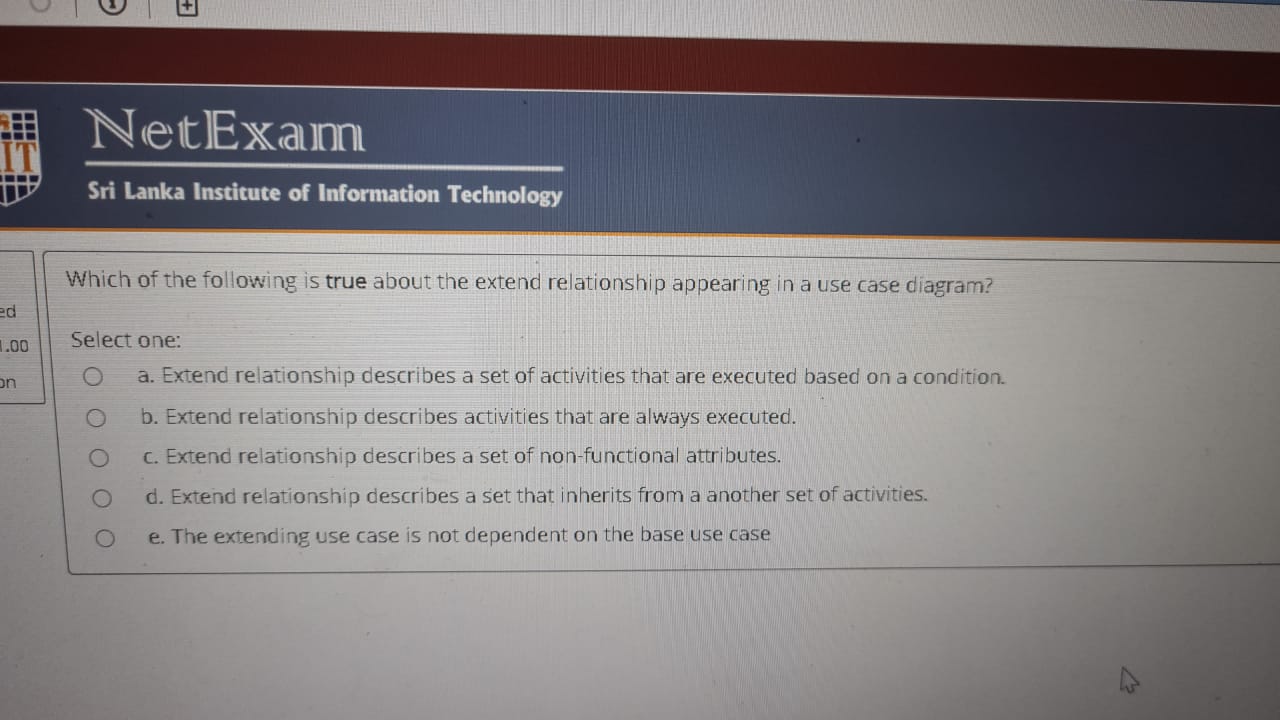 NetExam
IT
Sri Lanka Institute of Information Technology
Which of the following is true about the extend relationship appearing in a use case diagram?
ed
1.00
on
Select one:
a. Extend relationship describes a set of activities that are executed based on a condition.
b. Extend relationship describes activities that are always executed.
c. Extend relationship describes a set of non-functional attributes.
d. Extend relationship describes a set that inherits from a another set of activities.
e. The extending use case is not dependent on the base use case